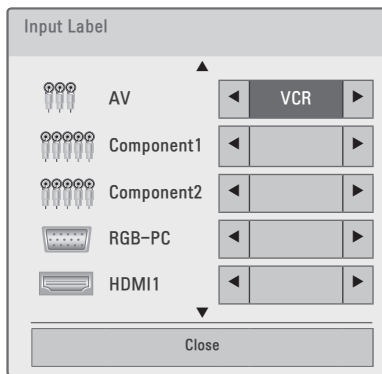 Input Label
AV VCR
Component1
Component2
RGB-PC
HDMI1
Close